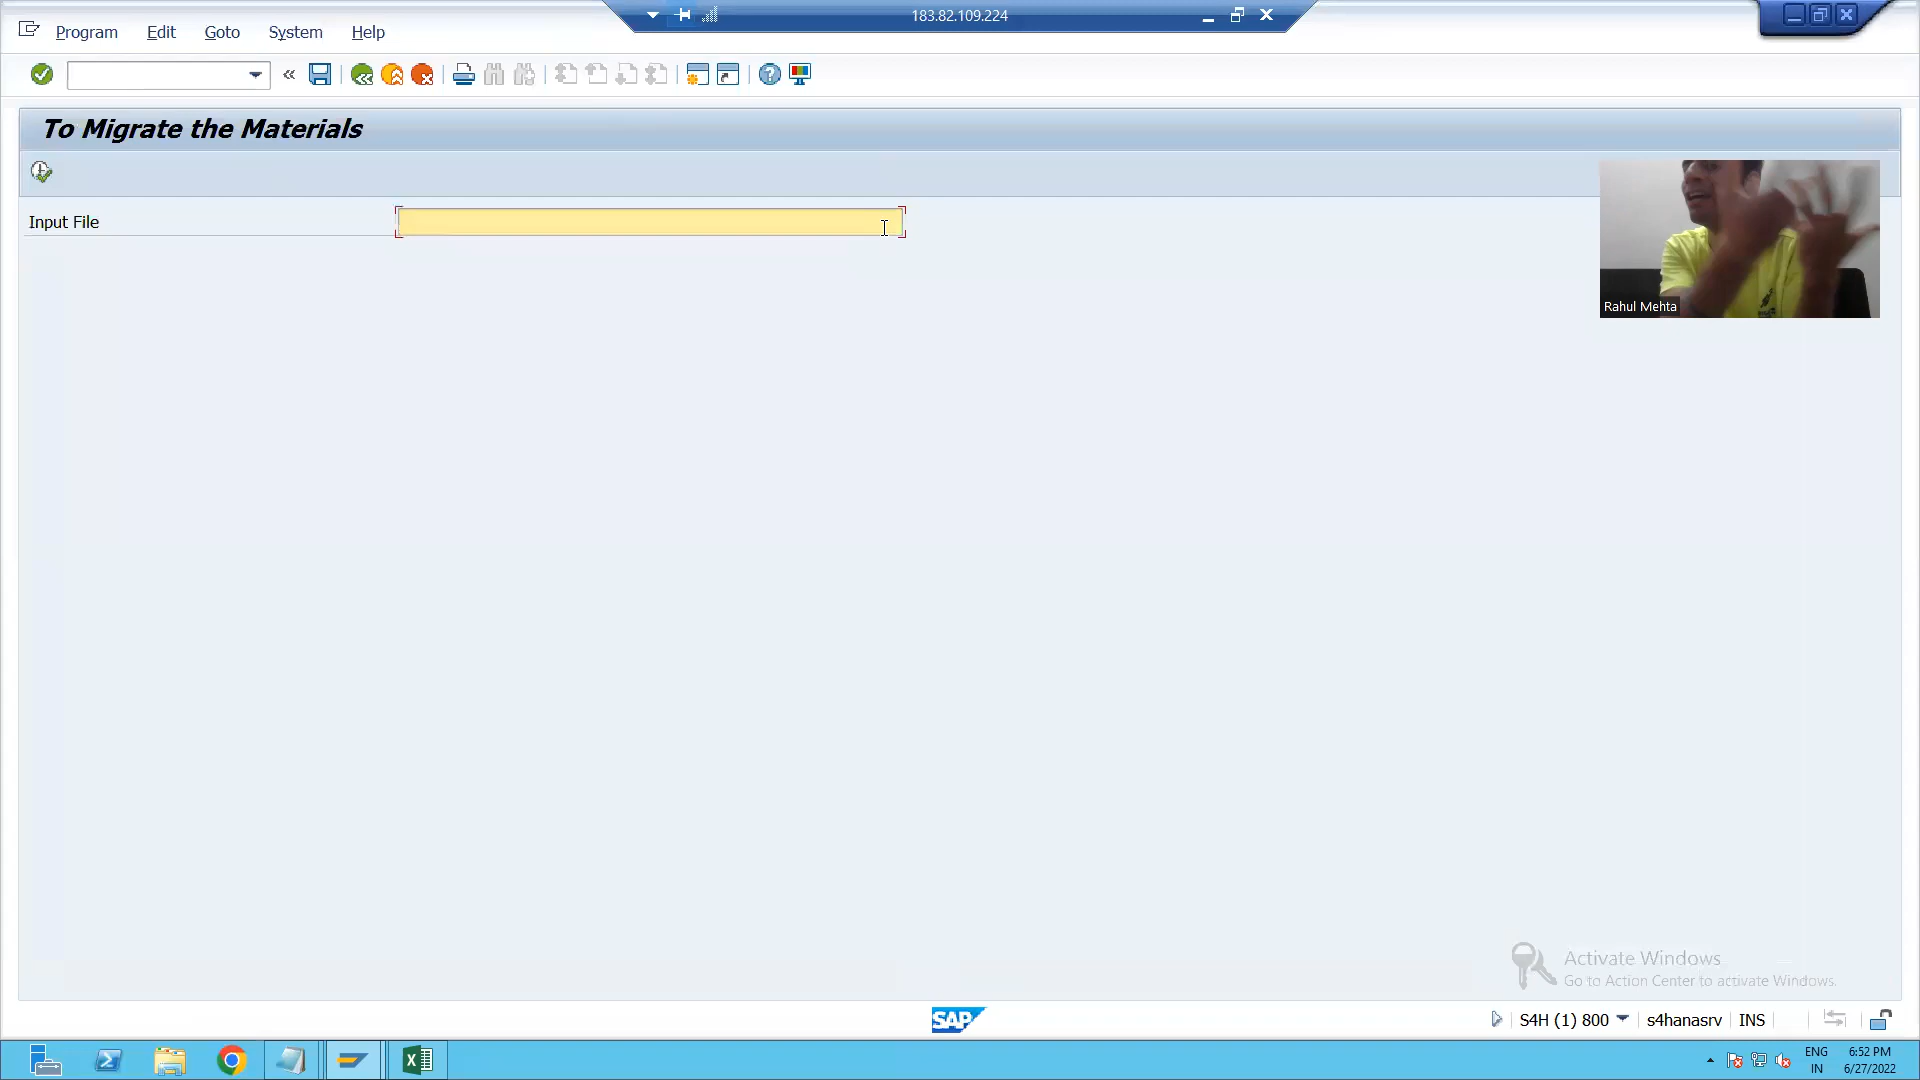 183.82.109.224
Program Edit Goto System Help
To Migrate the Materials
Input File
Rahul Mehta
Activate Windows
Go to Action Center to activate Windows.
SAP
S4H (1) 800 s4hanasrv INS
ENG 6:52 PM
IN 6/27/2022